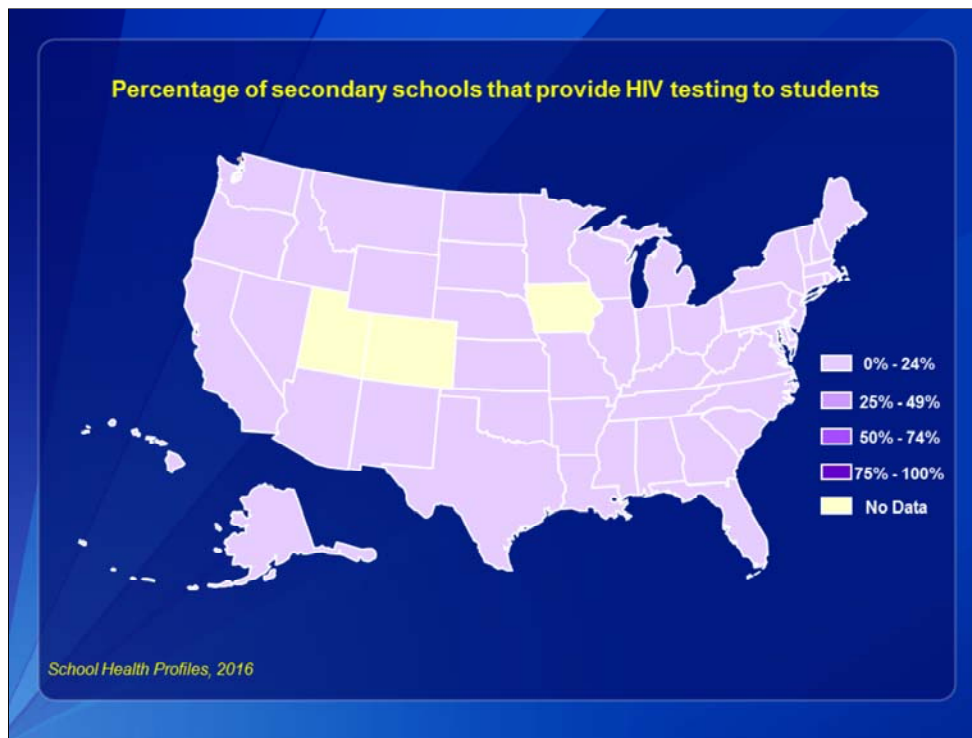 Percentage of secondary schools that provide HIV testing to students
0% - 24%
25% - 49%
50% - 74%
75% - 100%
No Data
School Health Profiles, 2016